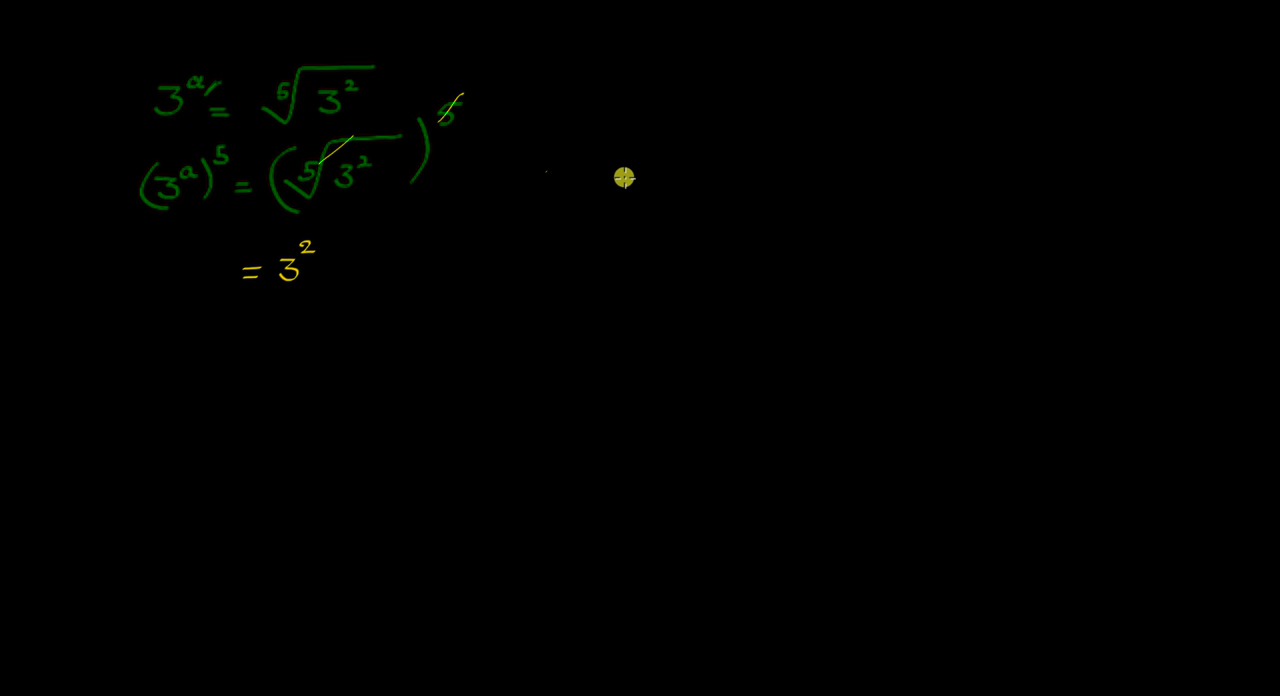 3^a = ⁵√3²
(3^a)⁵ = (⁵√3²)⁵
= 3²